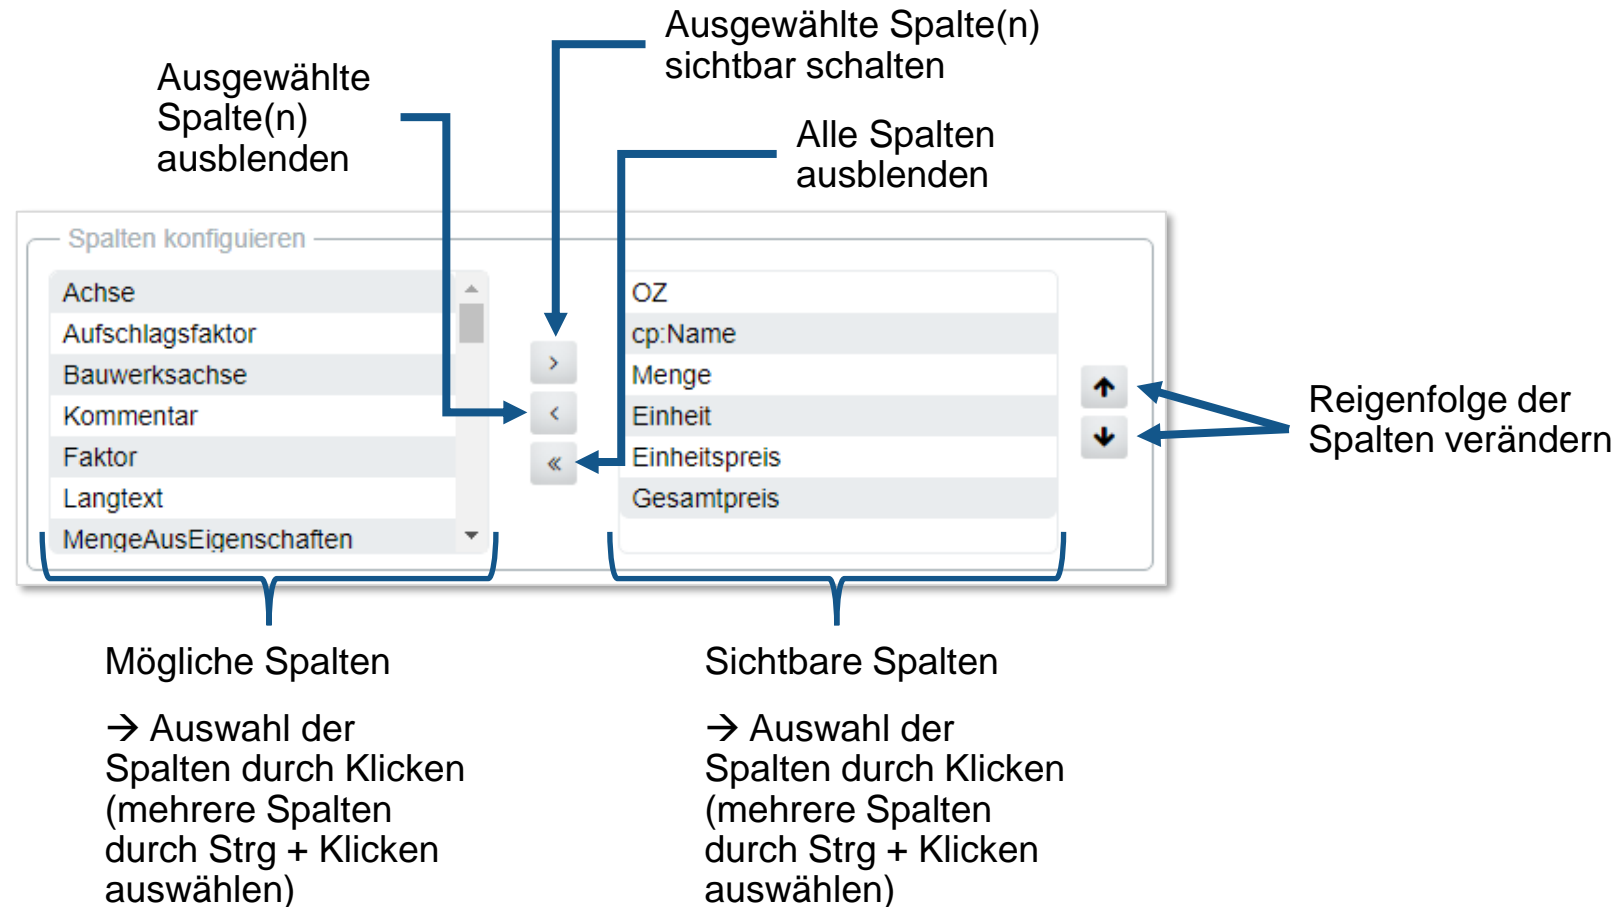 Ausgewählte Spalte(n)
sichtbar schalten
Ausgewählte
Spalte(n)
ausblenden
Alle Spalten
ausblenden
Spalten konfiguieren
Achse
Aufschlagsfaktor
Bauwerksachse
Kommentar
Faktor
Langtext
MengeAusEigenschaften
>
<
«
OZ
cp:Name
Menge
Einheit
Einheitspreis
Gesamtpreis
Reigenfolge der
Spalten verändern
Mögliche Spalten
→ Auswahl der
Spalten durch Klicken
(mehrere Spalten
durch Strg + Klicken
auswählen)
Sichtbare Spalten
→ Auswahl der
Spalten durch Klicken
(mehrere Spalten
durch Strg + Klicken
auswählen)